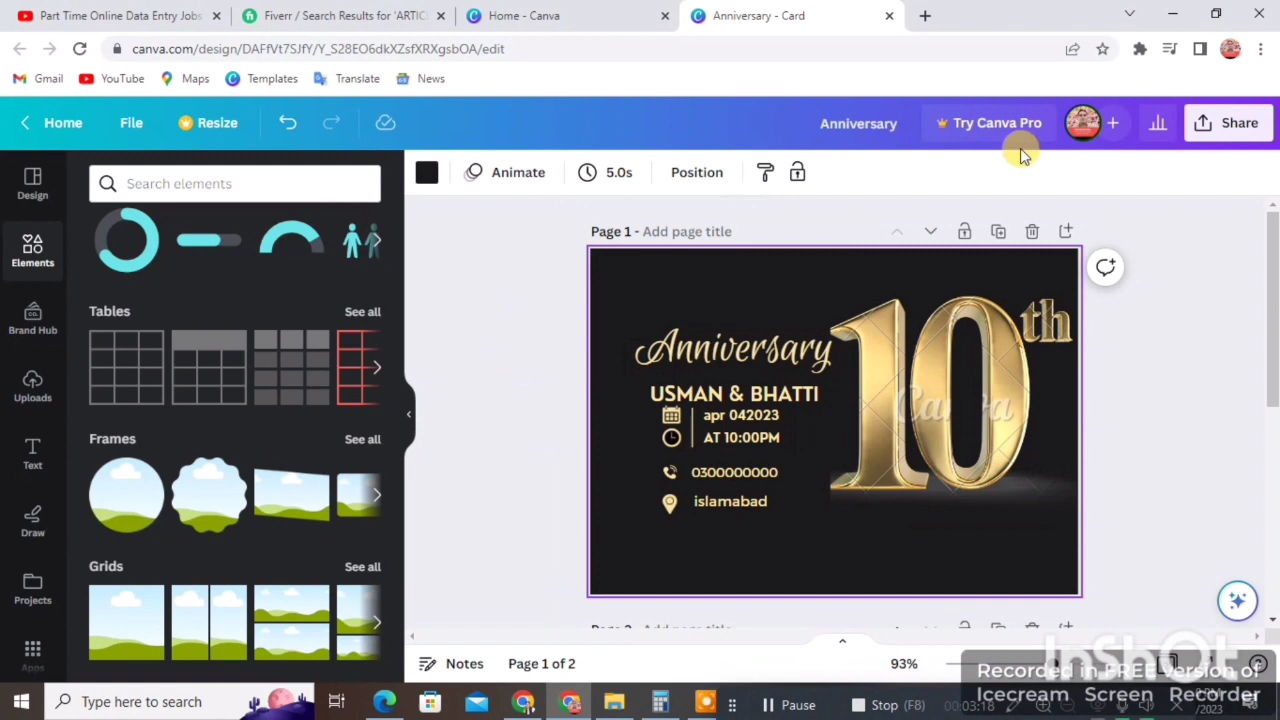 Part Time Online Data Entry Jobs
Fiverr / Search Results for 'ARTIC
Home - Canva
Anniversary - Card
canva.com/design/DAFfVt7SJfY/Y_S28EO6dkXZsfXRXgsbOA/edit
Gmail
YouTube
Maps
Templates
Translate
News
Home
File
Resize
Anniversary
Try Canva Pro
Share
Design
Elements
Brand Hub
Uploads
Text
Draw
Projects
Apps
Search elements
Tables
See all
Frames
See all
Grids
See all
Animate
5.0s
Position
Page 1 - Add page title
10th
Anniversary
USMAN & BHATTI
apr 042023
AT 10:00PM
0300000000
islamabad
Canva
Notes
Page 1 of 2
93%
InShOt
Recorded in FREE version of
Icecream Screen Recorder
Type here to search
Pause
Stop (F8)
00:03:18